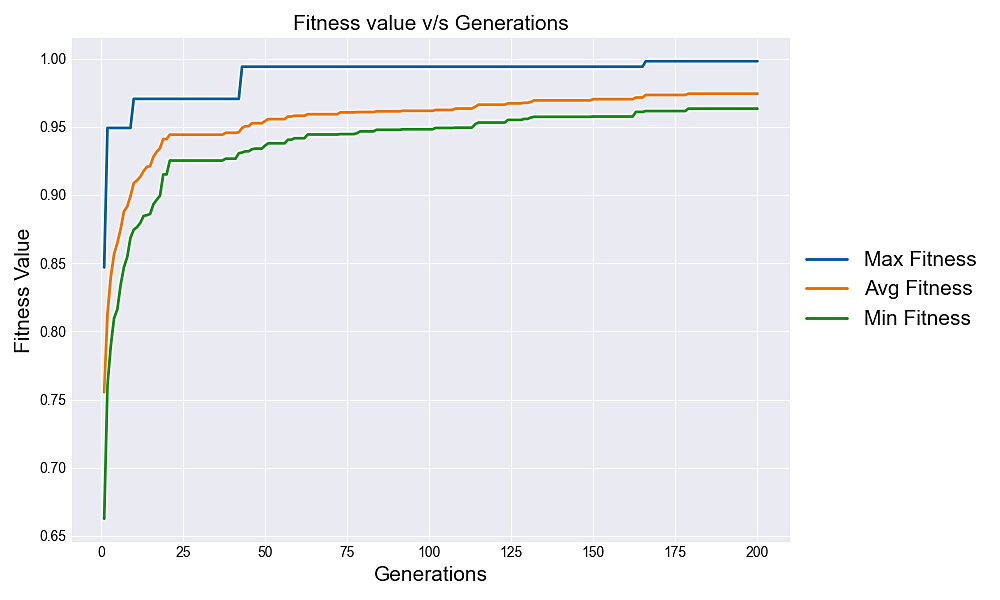 Fitness value v/s Generations
1.00
0.95
0.90
0.85
0.80
0.75
0.70
0.65
Fitness Value
0 25 50 75 100 125 150 175 200
Generations
Max Fitness
Avg Fitness
Min Fitness